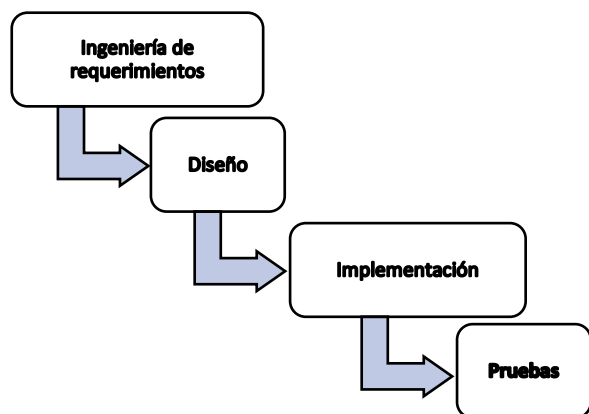 Ingeniería de
requerimientos
Diseño
Implementación
Pruebas